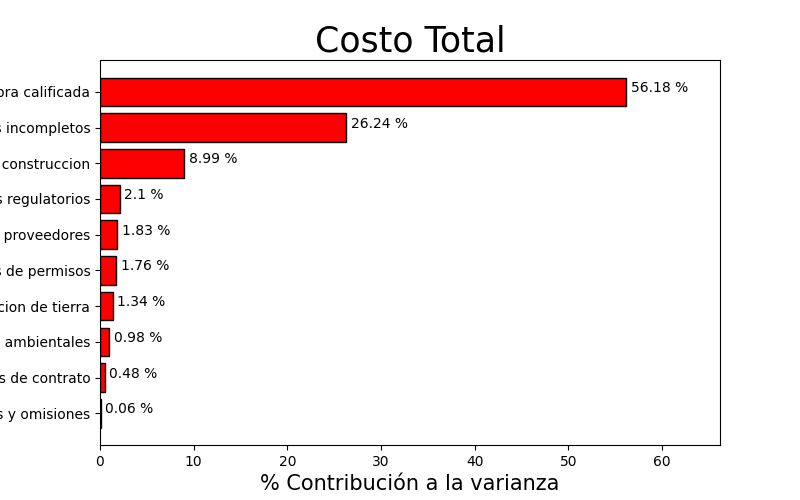 Costo Total
calificada 56.18 %
incompletos 26.24 %
construccion 8.99 %
regulatorios 2.1 %
proveedores 1.83 %
de permisos 1.76 %
de tierra 1.34 %
ambientales 0.98 %
de contrato 0.48 %
y omisiones 0.06 %
0 10 20 30 40 50 60
% Contribución a la varianza